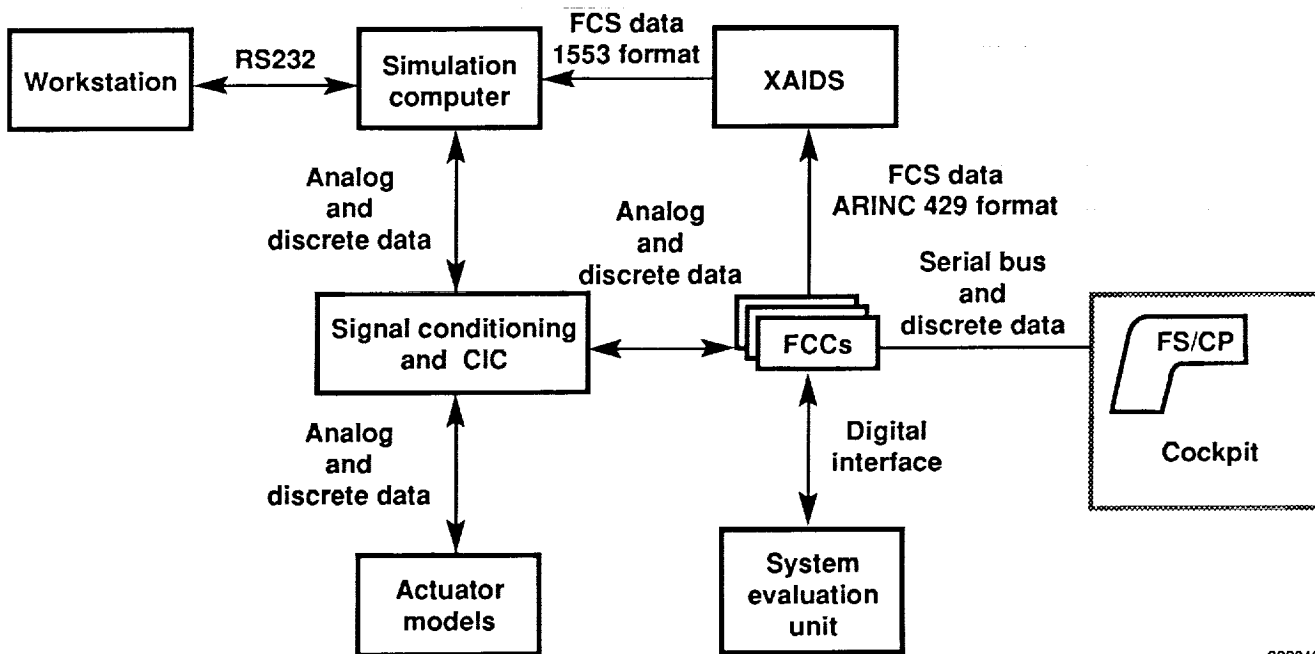 FCS data
1553 format
RS232
Workstation
Simulation
computer
XAIDS
Analog
and
discrete data
FCS data
ARINC 429 format
Analog
and
discrete data
Serial bus
and
discrete data
Signal conditioning
and CIC
FCCs
FS/CP
Cockpit
Analog
and
discrete data
Digital
interface
Actuator
models
System
evaluation
unit